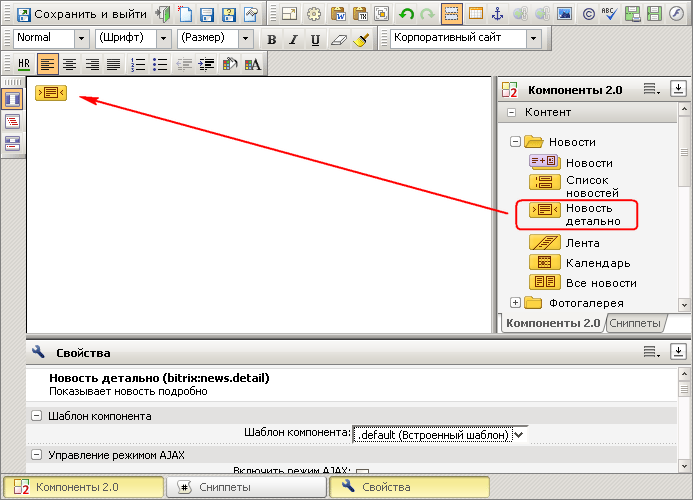 Сохранить и выйти
Normal (Шрифт) (Размер) B I U Корпоративный сайт
HR
Компоненты 2.0
Контент
Новости
Новости
Список
новостей
Новость
детально
Лента
Календарь
Все новости
Фотогалерея
Компоненты 2.0 Сниппеты
Свойства
Новость детально (bitrix:news.detail)
Показывает новость подробно
Шаблон компонента
Шаблон компонента: .default (Встроенный шаблон)
Управление режимом AJAX
Включить режим AJAX:
Компоненты 2.0 Сниппеты Свойства